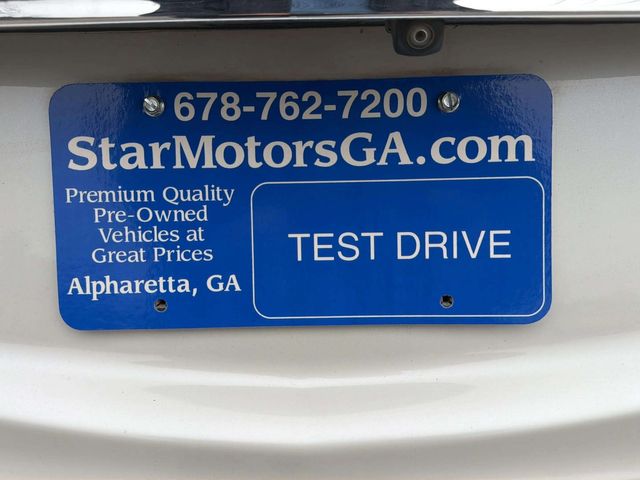 678-762-7200
StarMotorsGA.com
Premium Quality
Pre-Owned
Vehicles at
Great Prices
Alpharetta, GA
TEST DRIVE